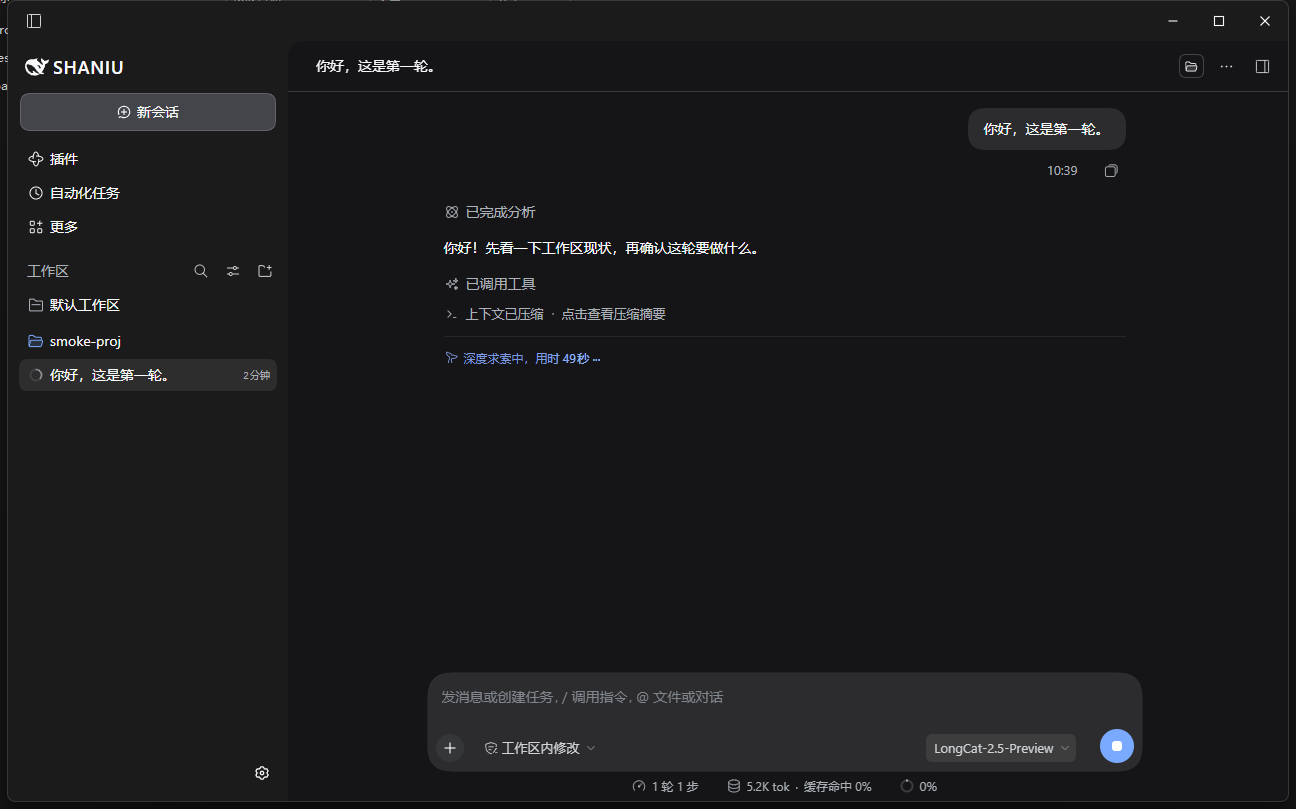 SHANIU
新会话
插件
自动化任务
更多
工作区
默认工作区
smoke-proj
你好，这是第一轮。 2分钟
你好，这是第一轮。
你好，这是第一轮。
10:39
已完成分析
你好！先看一下工作区现状，再确认这轮要做什么。
已调用工具
上下文已压缩 · 点击查看压缩摘要
深度求索中，用时 49秒 ···
发消息或创建任务, / 调用指令, @ 文件或对话
工作区内修改
LongCat-2.5-Preview
1 轮 1 步 5.2K tok · 缓存命中 0% 0%